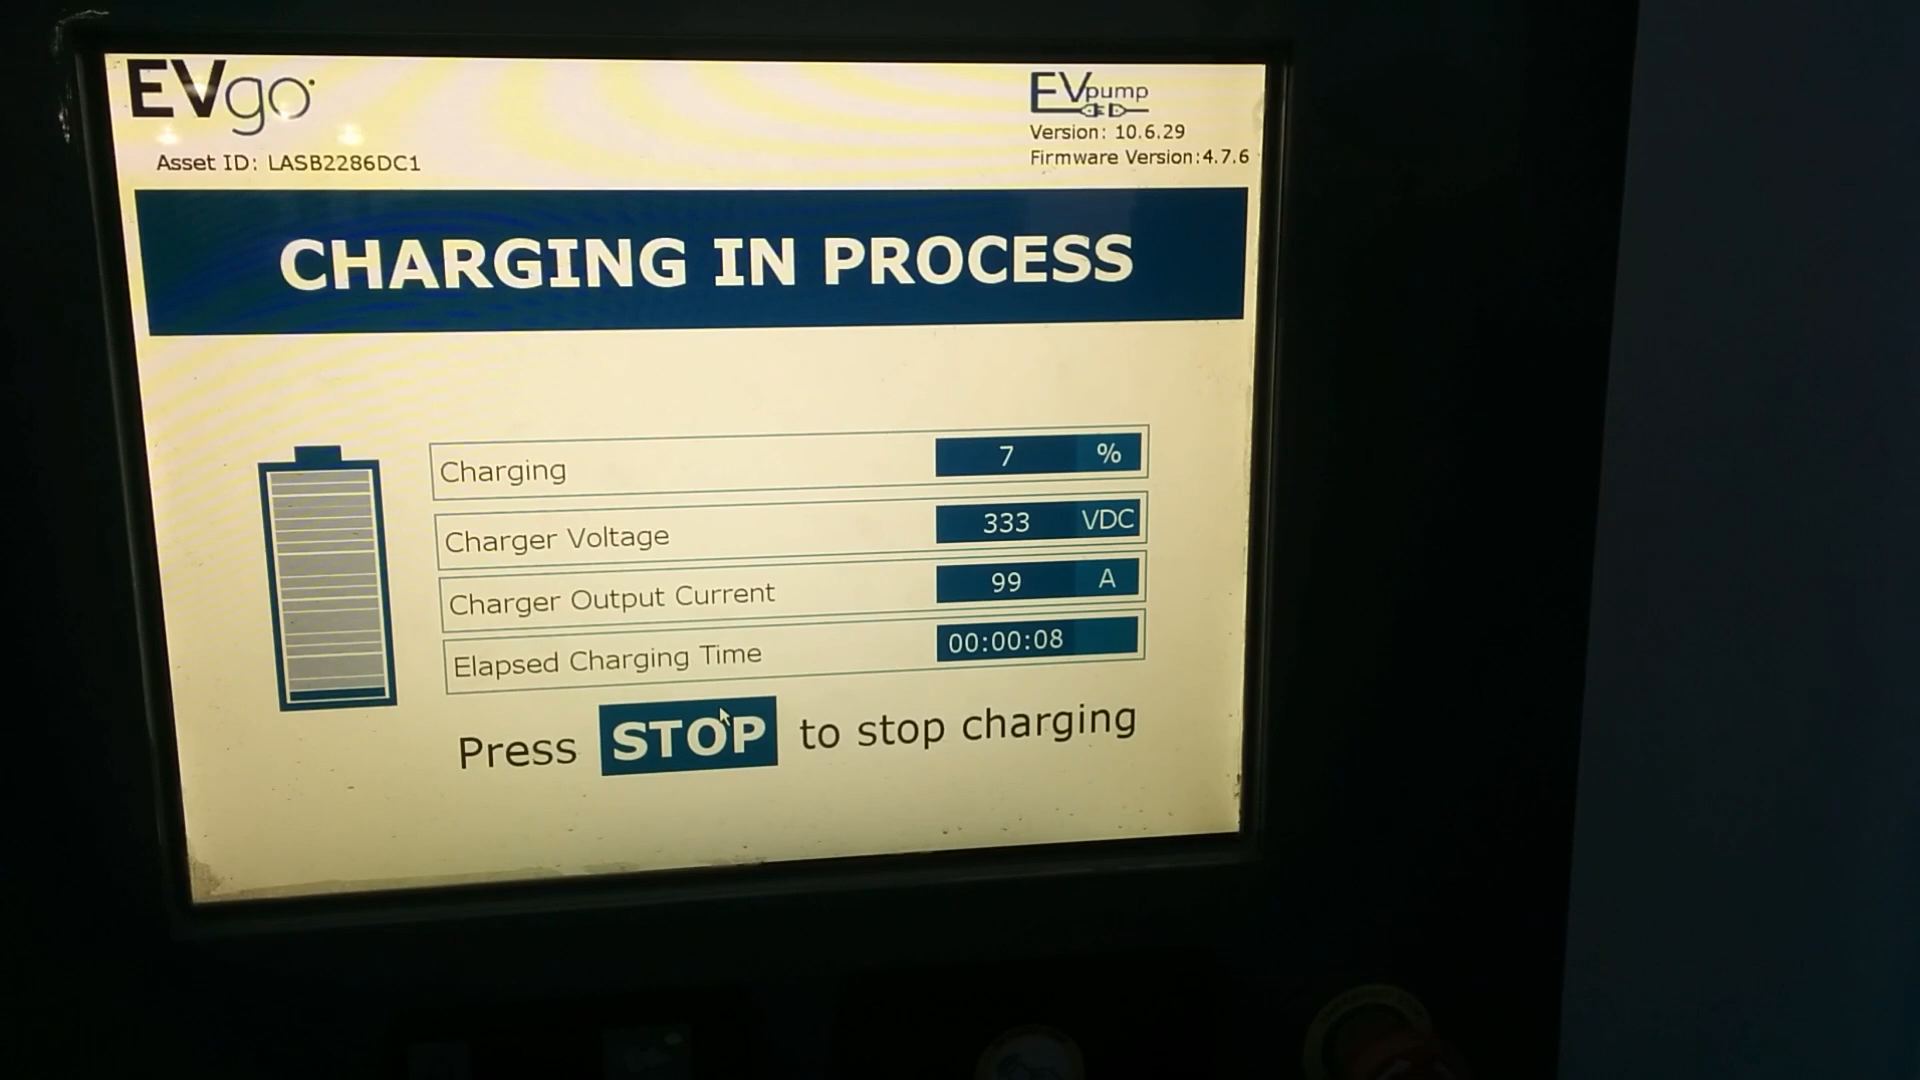 EVgo
EVpump
Version: 10.6.29
Asset ID: LASB2286DC1
Firmware Version:4.7.6
CHARGING IN PROCESS
Charging 7 %
Charger Voltage 333 VDC
Charger Output Current 99 A
Elapsed Charging Time 00:00:08
Press STOP to stop charging